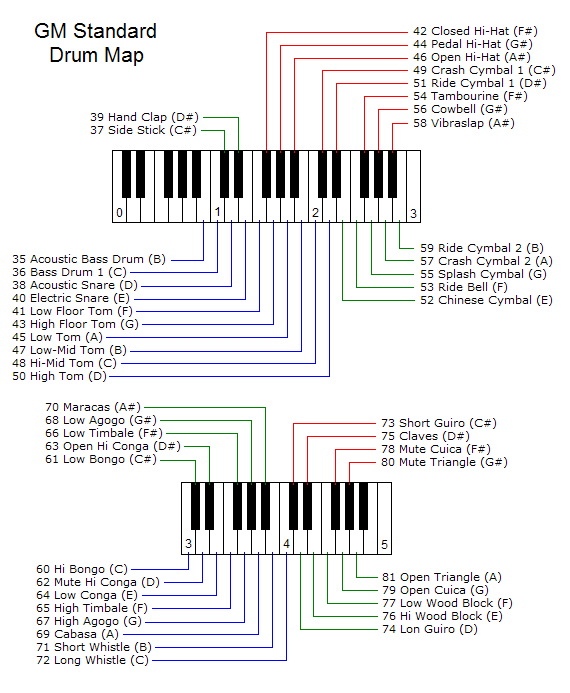 GM Standard
Drum Map
42 Closed Hi-Hat (F#)
44 Pedal Hi-Hat (G#)
46 Open Hi-Hat (A#)
49 Crash Cymbal 1 (C#)
51 Ride Cymbal 1 (D#)
54 Tambourine (F#)
56 Cowbell (G#)
58 Vibraslap (A#)
39 Hand Clap (D#)
37 Side Stick (C#)
0 1 2 3
35 Acoustic Bass Drum (B)
36 Bass Drum 1 (C)
38 Acoustic Snare (D)
40 Electric Snare (E)
41 Low Floor Tom (F)
43 High Floor Tom (G)
45 Low Tom (A)
47 Low-Mid Tom (B)
48 Hi-Mid Tom (C)
50 High Tom (D)
59 Ride Cymbal 2 (B)
57 Crash Cymbal 2 (A)
55 Splash Cymbal (G)
53 Ride Bell (F)
52 Chinese Cymbal (E)
70 Maracas (A#)
68 Low Agogo (G#)
66 Low Timbale (F#)
63 Open Hi Conga (D#)
61 Low Bongo (C#)
73 Short Guiro (C#)
75 Claves (D#)
78 Mute Cuica (F#)
80 Mute Triangle (G#)
3 4 5
60 Hi Bongo (C)
62 Mute Hi Conga (D)
64 Low Conga (E)
65 High Timbale (F)
67 High Agogo (G)
69 Cabasa (A)
71 Short Whistle (B)
72 Long Whistle (C)
81 Open Triangle (A)
79 Open Cuica (G)
77 Low Wood Block (F)
76 Hi Wood Block (E)
74 Lon Guiro (D)